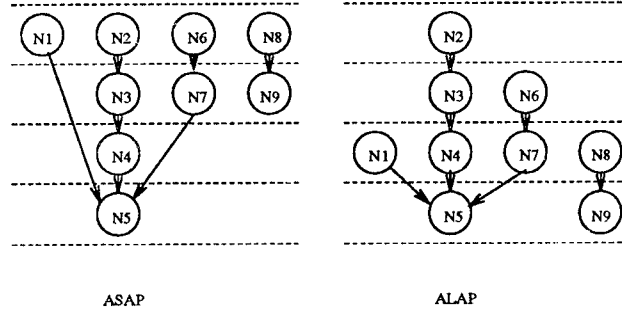 N1 N2 N6 N8
N3 N7 N9
N4
N5
ASAP
N2
N3 N6
N1 N4 N7 N8
N5 N9
ALAP